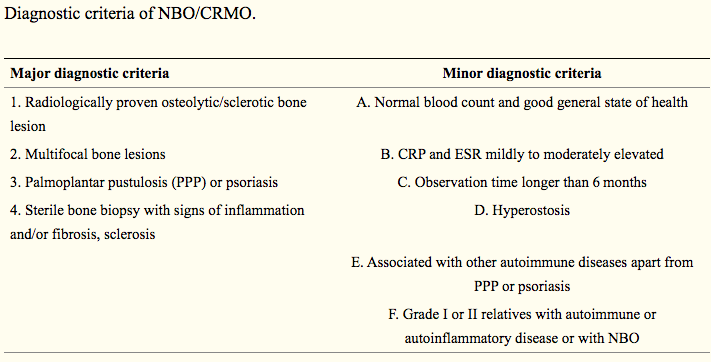 Diagnostic criteria of NBO/CRMO.
Major diagnostic criteria
Minor diagnostic criteria
1. Radiologically proven osteolytic/sclerotic bone
lesion
A. Normal blood count and good general state of health
2. Multifocal bone lesions
B. CRP and ESR mildly to moderately elevated
3. Palmoplantar pustulosis (PPP) or psoriasis
C. Observation time longer than 6 months
4. Sterile bone biopsy with signs of inflammation
and/or fibrosis, sclerosis
D. Hyperostosis
E. Associated with other autoimmune diseases apart from
PPP or psoriasis
F. Grade I or II relatives with autoimmune or
autoinflammatory disease or with NBO